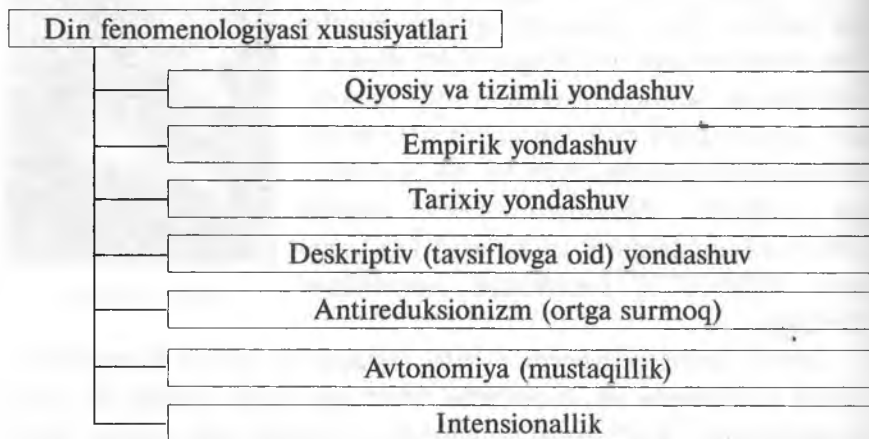 Din fenomenologiyasi xususiyatlari
Qiyosiy va tizimli yondashuv
Empirik yondashuv
Tarixiy yondashuv
Deskriptiv (tavsiflovga oid) yondashuv
Antireduksionizm (ortga surmoq)
Avtonomiya (mustaqillik)
Intensionallik